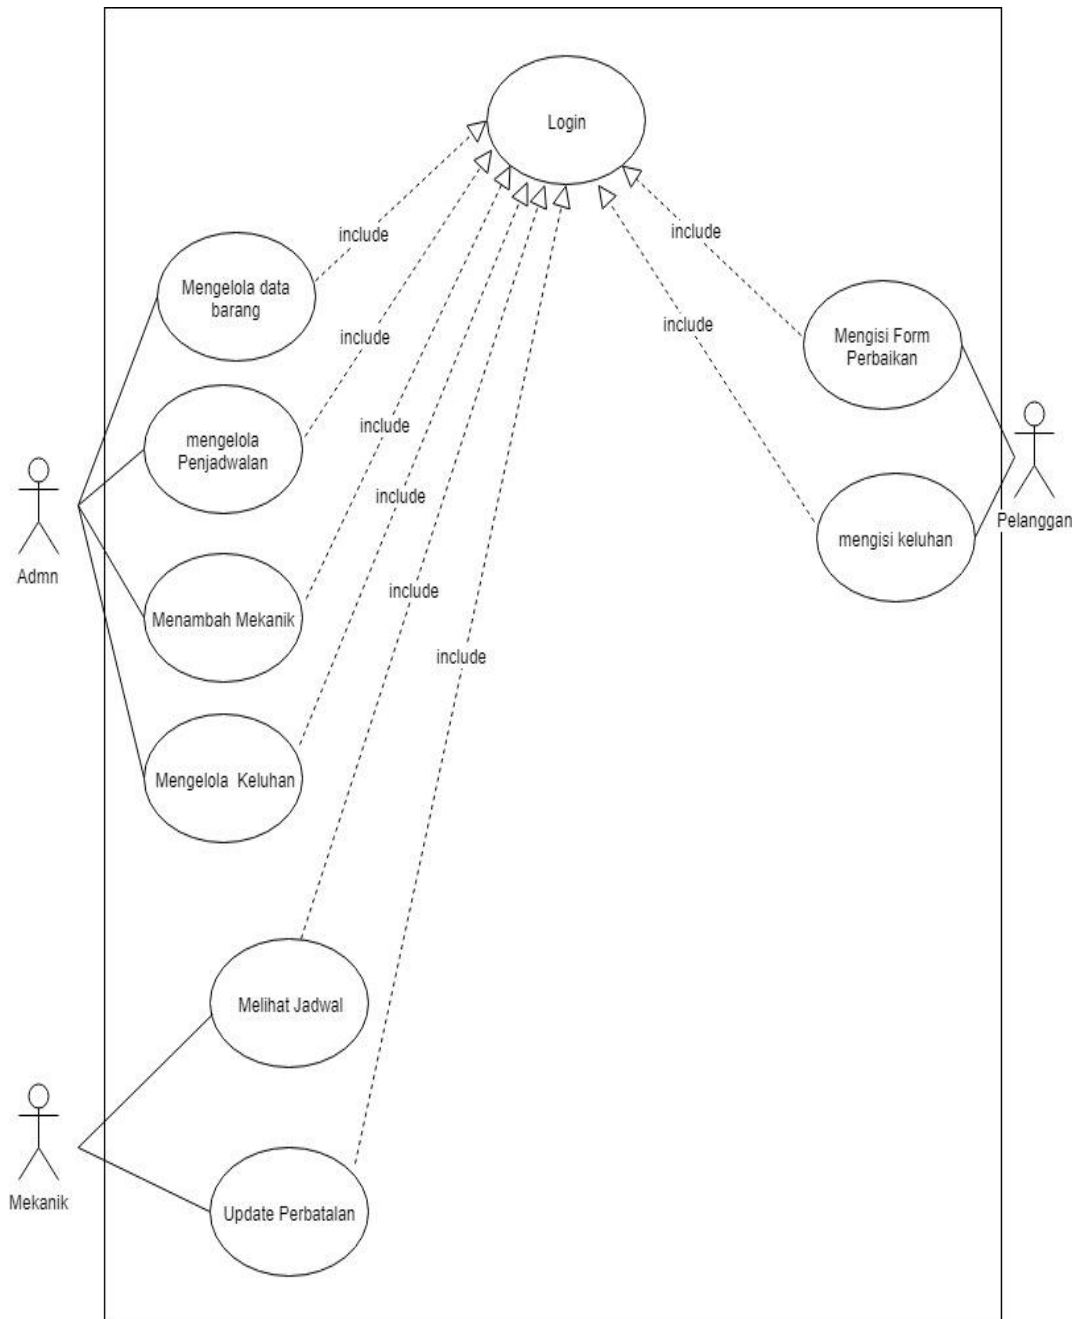 Login
include
include
Mengelola data
barang
include
include
Mengisi Form
Perbaikan
include
mengelola
Penjadwalan
include
Pelanggan
mengisi keluhan
Admn
include
Menambah Mekanik
include
Mengelola  Keluhan
Melihat Jadwal
Mekanik
Update Perbatalan